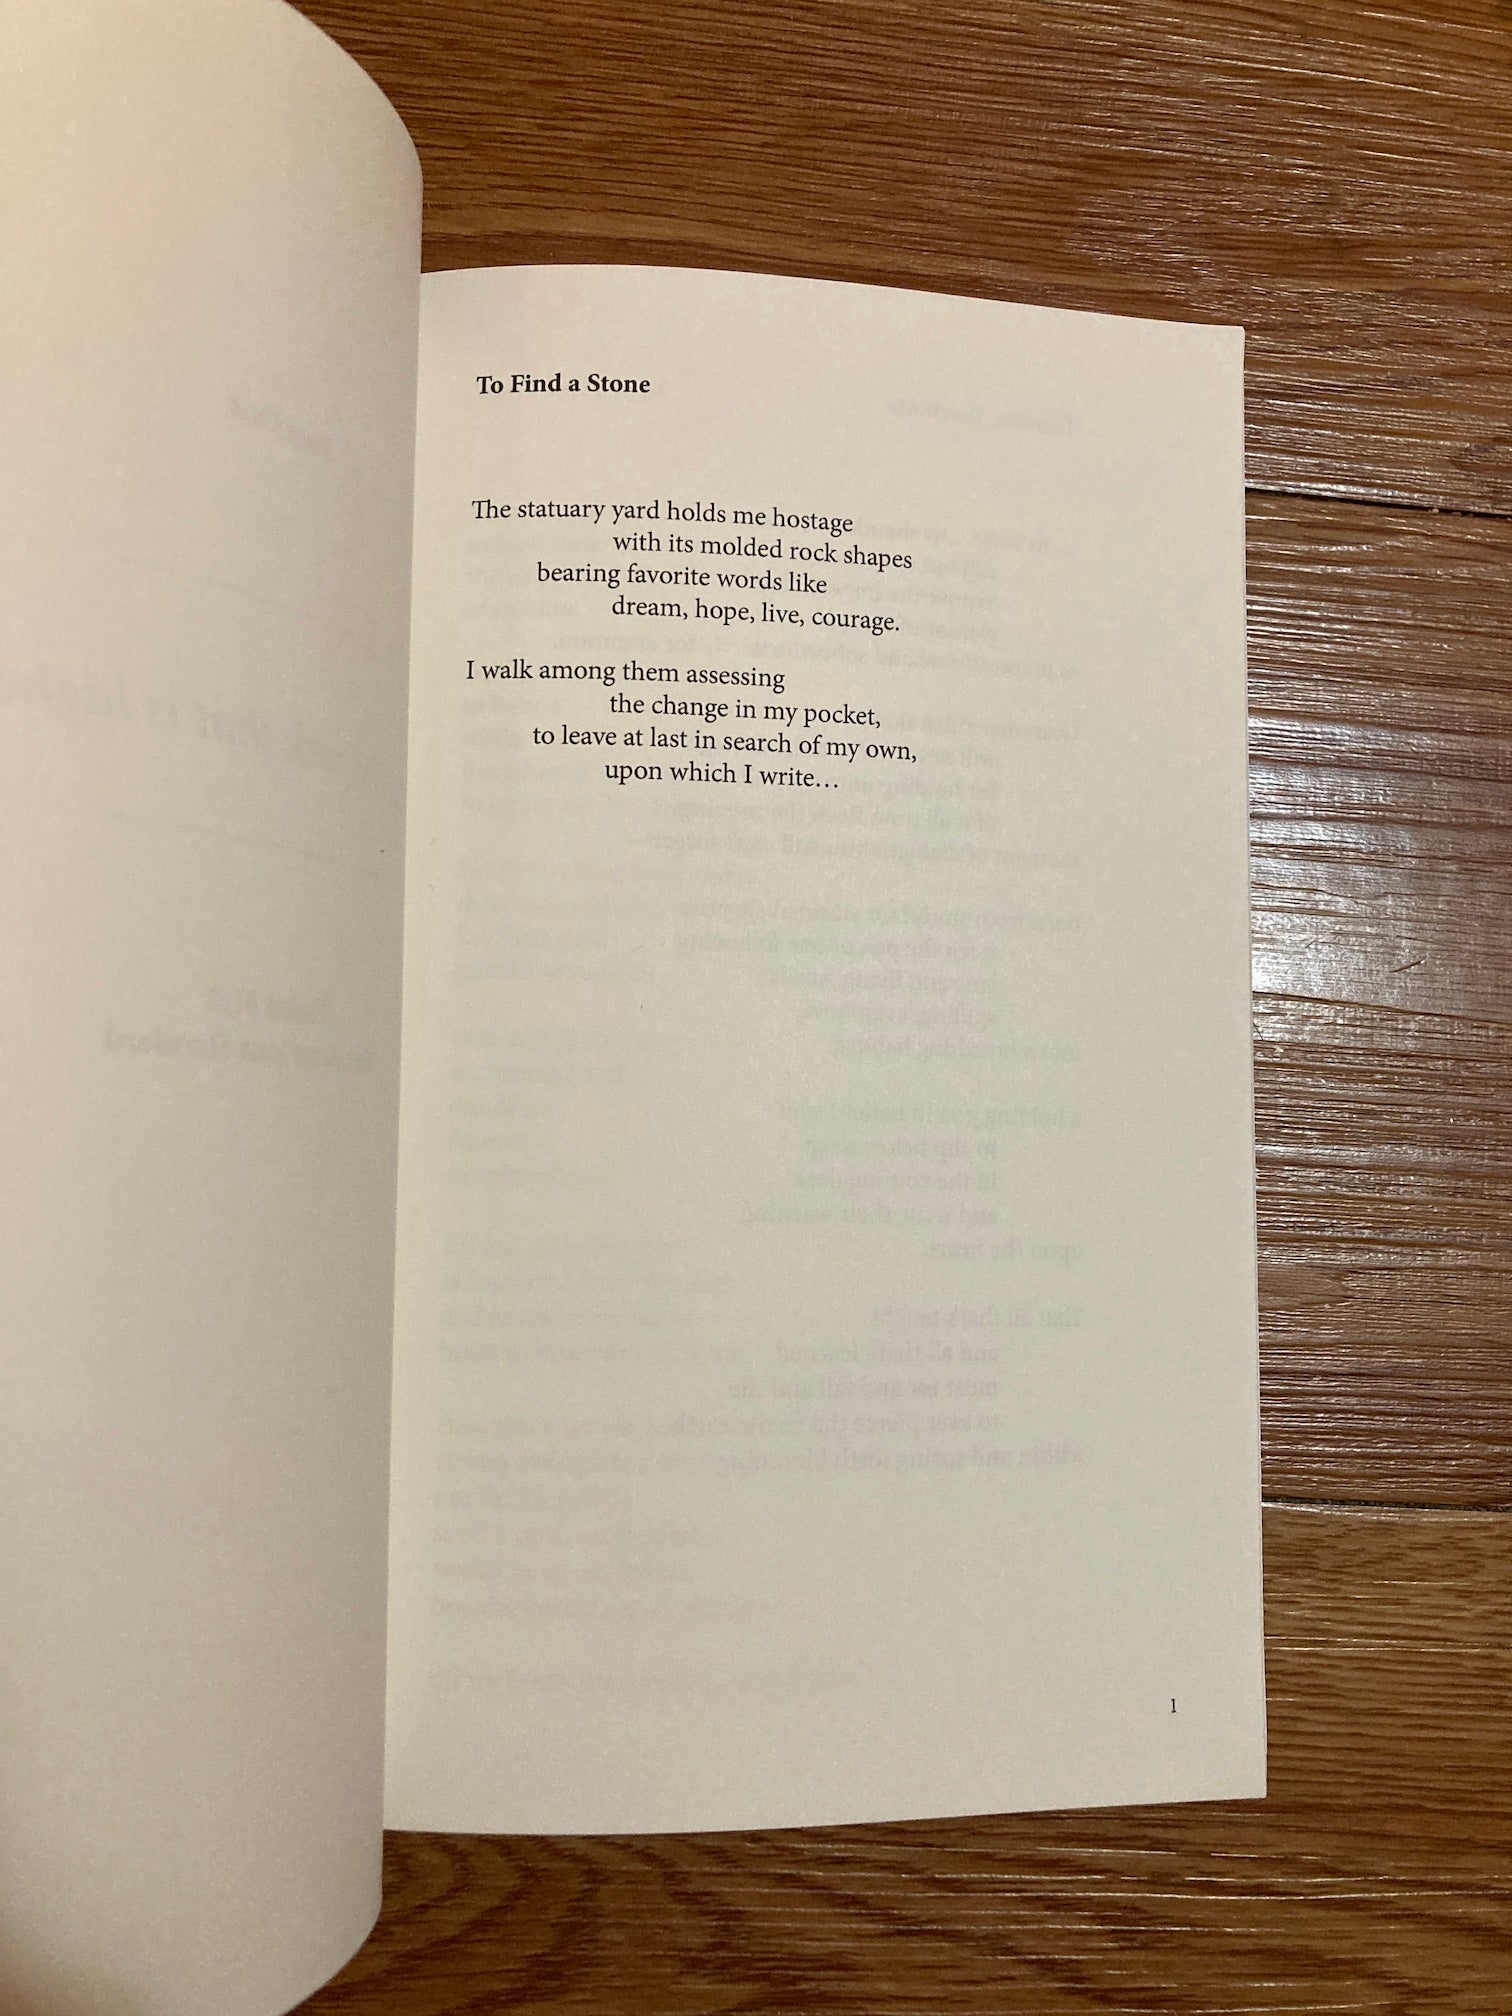 To Find a Stone
The statuary yard holds me hostage
with its molded rock shapes
bearing favorite words like
dream, hope, live, courage.
I walk among them assessing
the change in my pocket,
to leave at last in search of my own,
upon which I write…
1